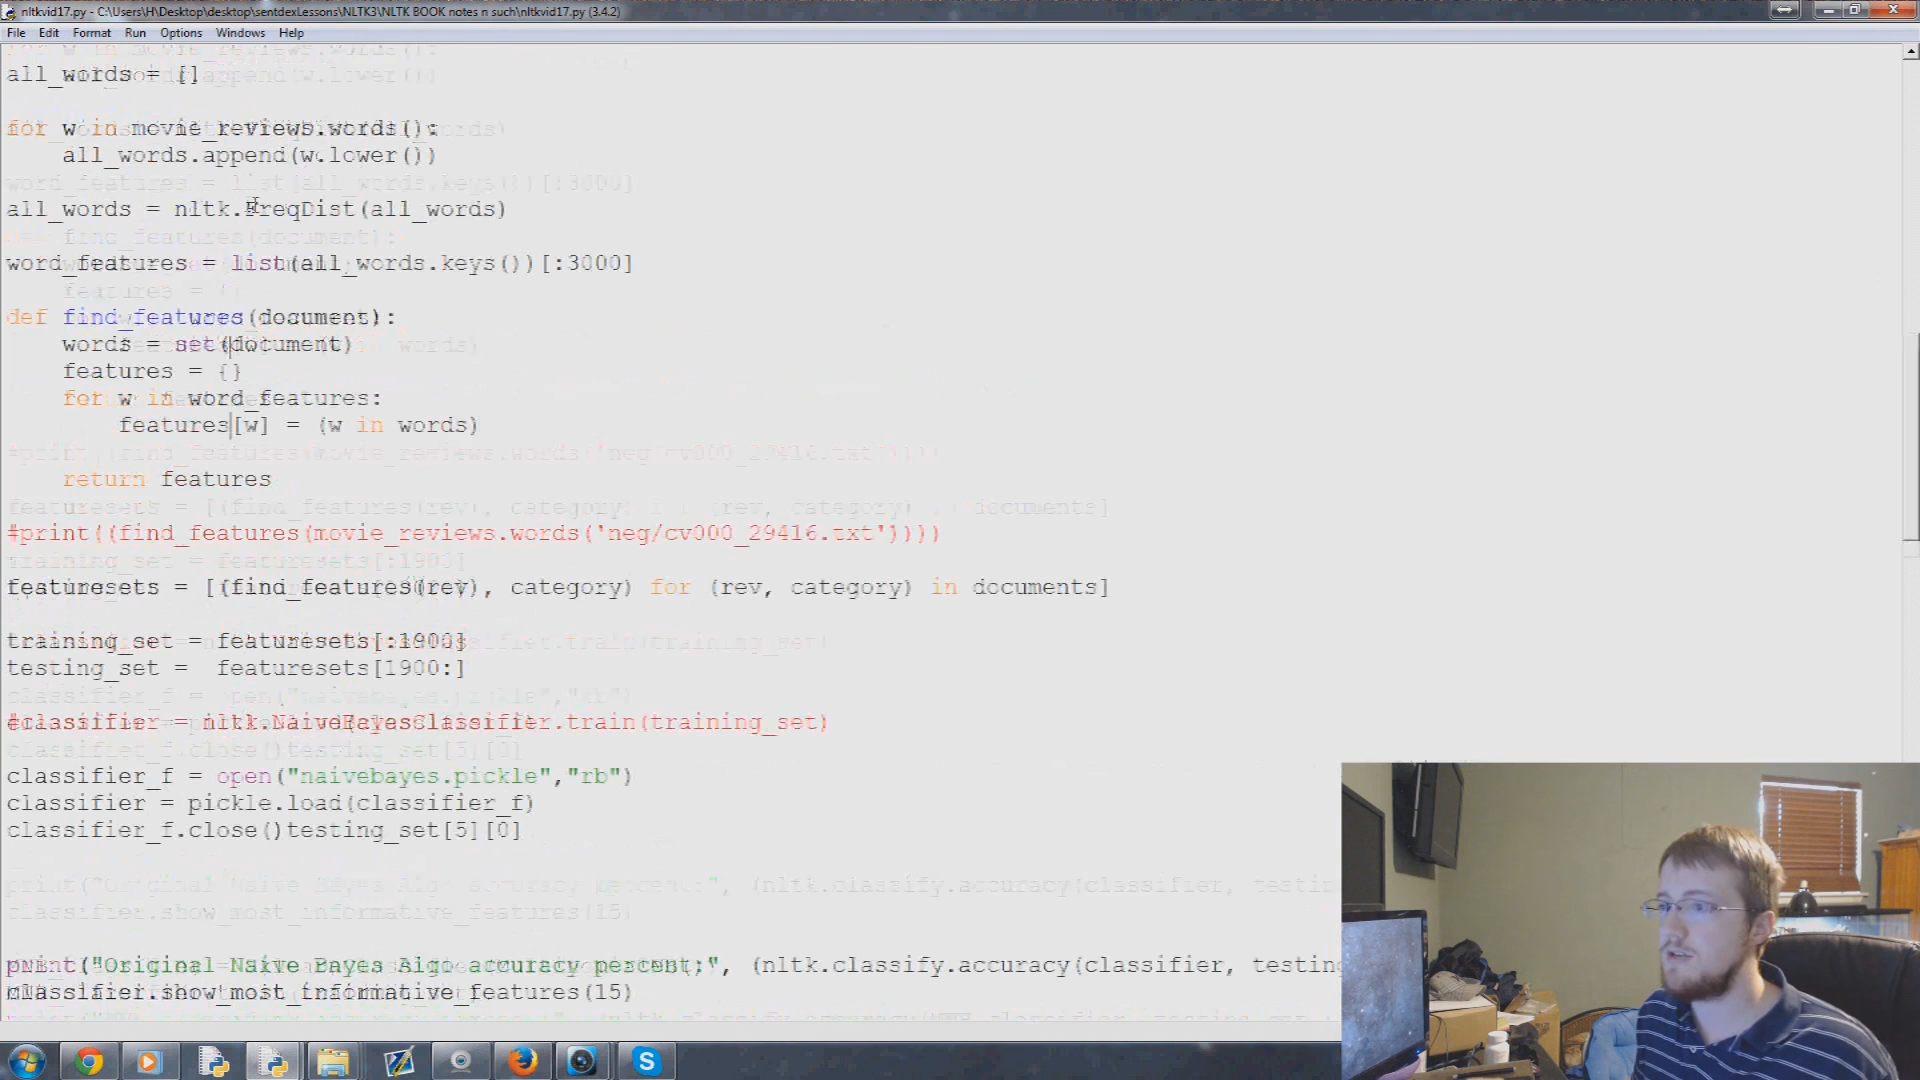 nltkvid17.py - C:\Users\H\Desktop\desktop\sentdexLessons\NLTK3\NLTK BOOK notes n such\nltkvid17.py (3.4.2)
File Edit Format Run Options Windows Help
all_words = []
for w in movie_reviews.words():
all_words.append(w.lower())
all_words = nltk.FreqDist(all_words)
word_features = list(all_words.keys())[:3000]
def find_features(document):
words = set(document)
features = {}
for w in word_features:
features[w] = (w in words)
return features
#print((find_features(movie_reviews.words('neg/cv000_29416.txt'))))
featuresets = [(find_features(rev), category) for (rev, category) in documents]
training_set = featuresets[:1900]
testing_set =  featuresets[1900:]
#classifier = nltk.NaiveBayesClassifier.train(training_set)
classifier_f = open("naivebayes.pickle","rb")
classifier = pickle.load(classifier_f)
classifier_f.close()testing_set[5][0]
print("Original Naive Bayes Algo accuracy percent:", (nltk.classify.accuracy(classifier, testing
classifier.show_most_informative_features(15)